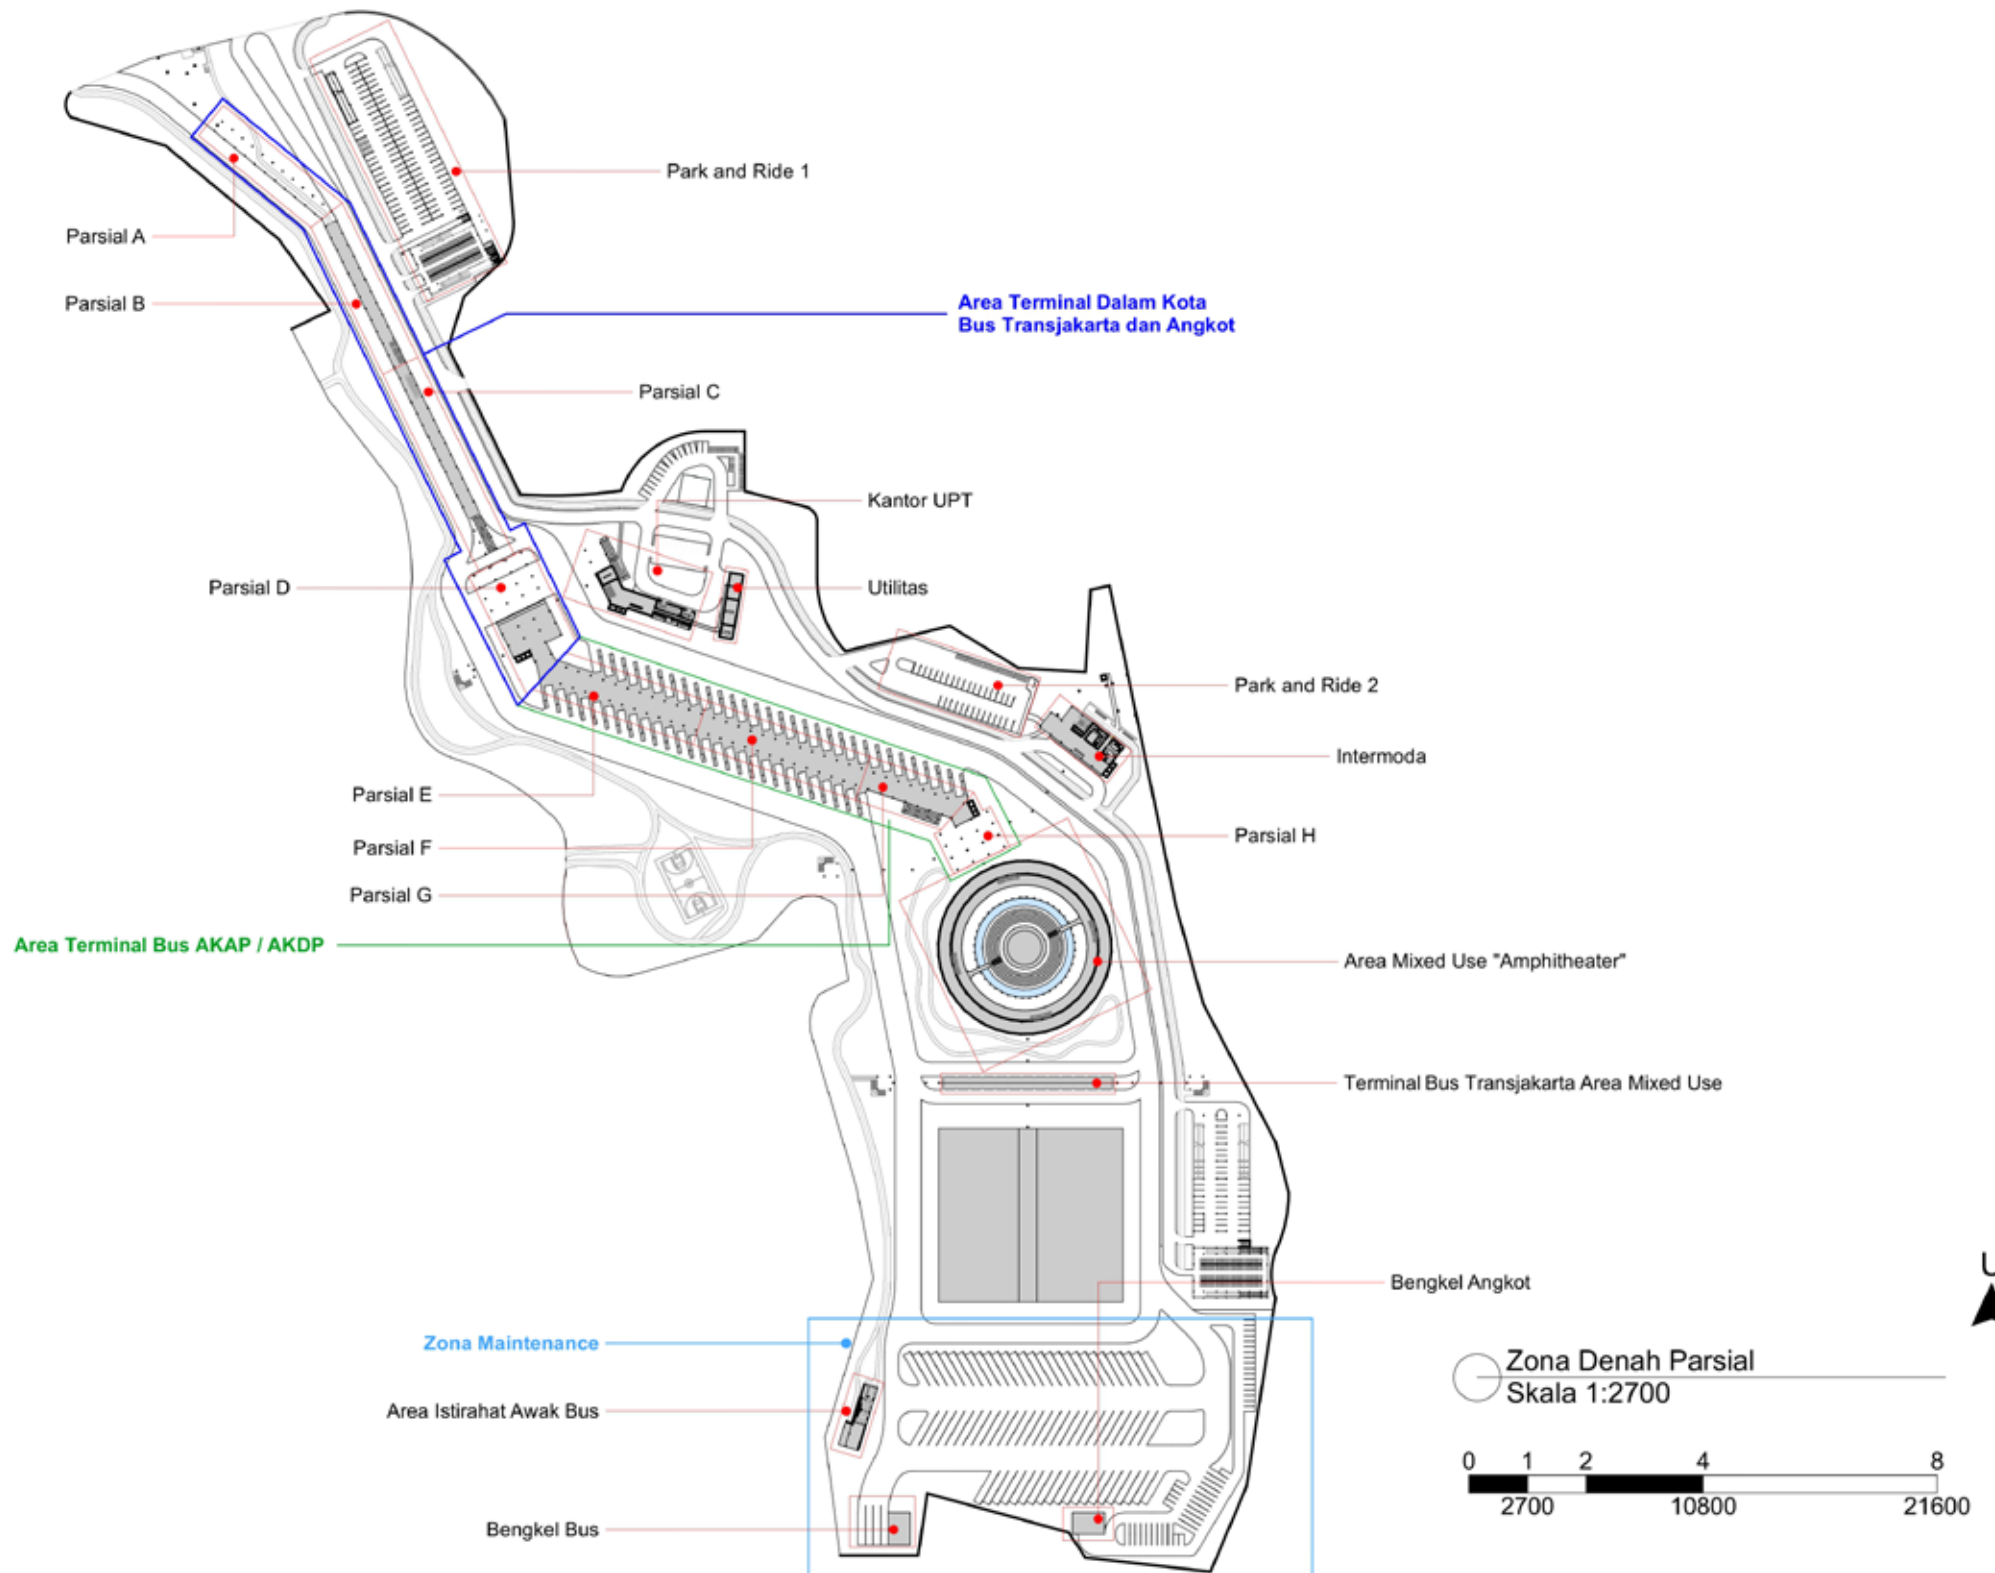 Park and Ride 1
Parsial A
Parsial B
Area Terminal Dalam Kota
Bus Transjakarta dan Angkot
Parsial C
Kantor UPT
Parsial D
Utilitas
Park and Ride 2
Intermoda
Parsial E
Parsial H
Parsial F
Parsial G
Area Terminal Bus AKAP / AKDP
Area Mixed Use "Amphitheater"
Terminal Bus Transjakarta Area Mixed Use
Bengkel Angkot
U
Zona Maintenance
Zona Denah Parsial
Skala 1:2700
Area Istirahat Awak Bus
0 1 2 4 8
2700 10800 21600
Bengkel Bus